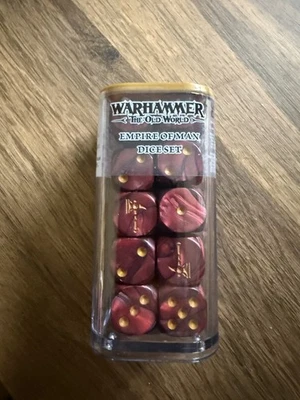 WARHAMMER
THE OLD WORLD
EMPIRE OF MAN
DICE SET